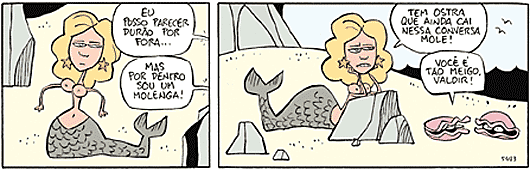 EU
POSSO PARECER
DURÃO POR
FORA...
MAS
POR DENTRO
SOU UM
MOLENGA!
TEM OSTRA
QUE AINDA CAI
NESSA CONVERSA
MOLE!
VOCÊ É
TÃO MEIGO,
VALDIR!